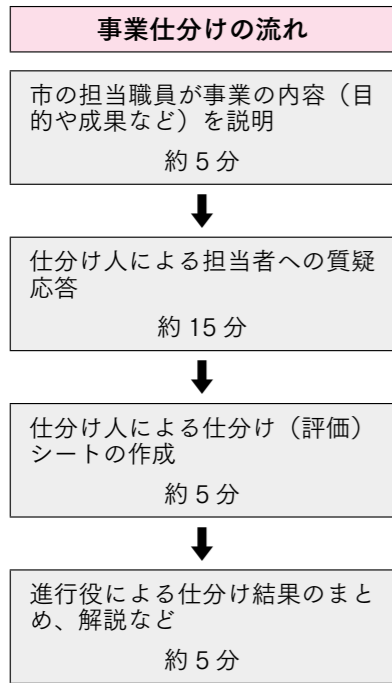 事業仕分けの流れ
市の担当職員が事業の内容（目
的や成果など）を説明
約 5 分
仕分け人による担当者への質疑
応答
約 15 分
仕分け人による仕分け（評価）
シートの作成
約 5 分
進行役による仕分け結果のまと
め、解説など
約 5 分